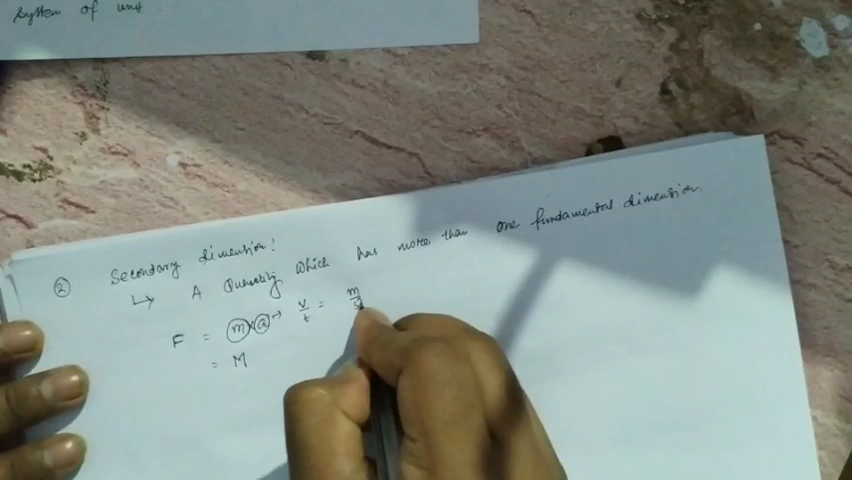 System of unit
② Secondary dimension:
↳ A Quantity which has more than one fundamental dimension.
F = m × a → v/t = m/s
= M